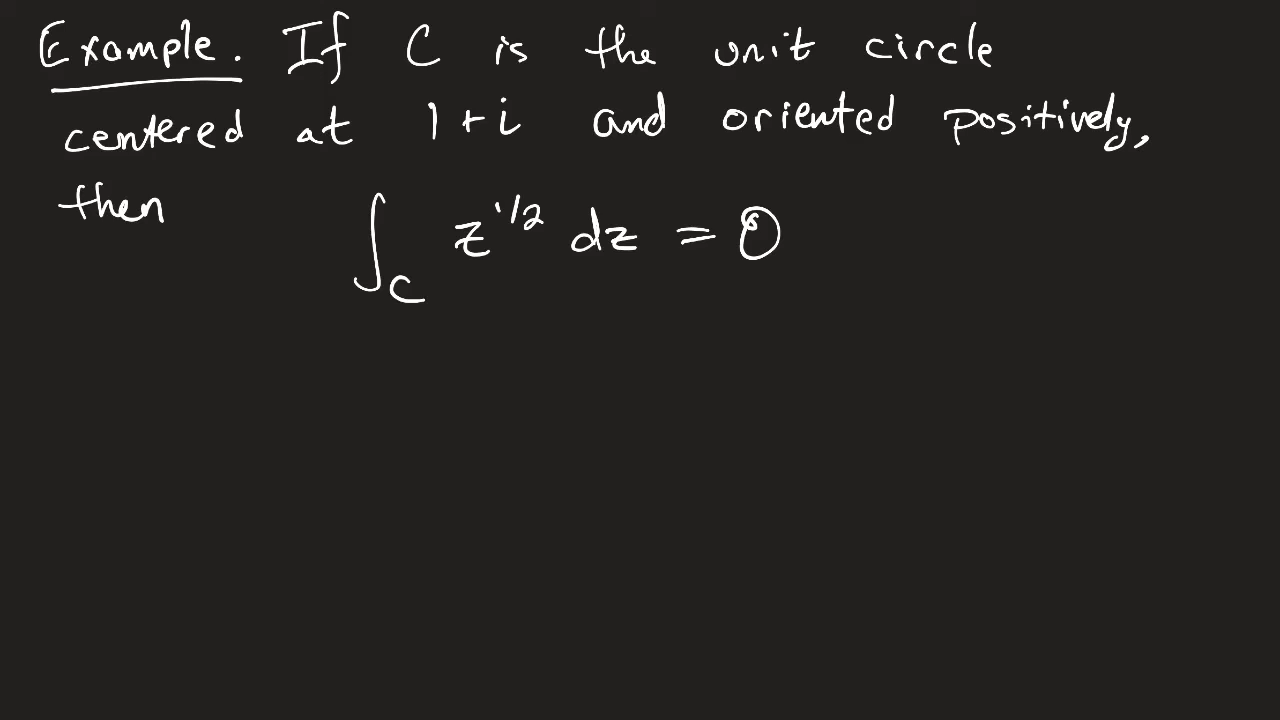 Example. If C is the unit circle
centered at 1+i and oriented positively,
then
∫_C z^{1/2} dz = 0